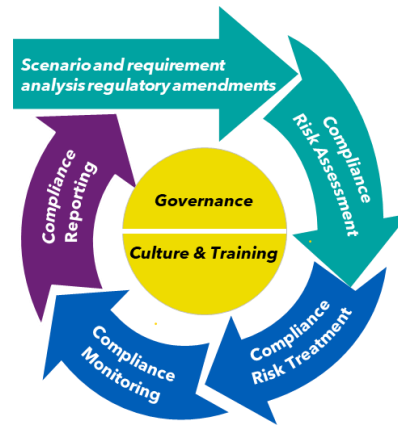 Scenario and requirement
analysis regulatory amendments
Compliance
Risk Assessment
Compliance
Risk Treatment
Compliance
Monitoring
Compliance
Reporting
Governance
Culture & Training